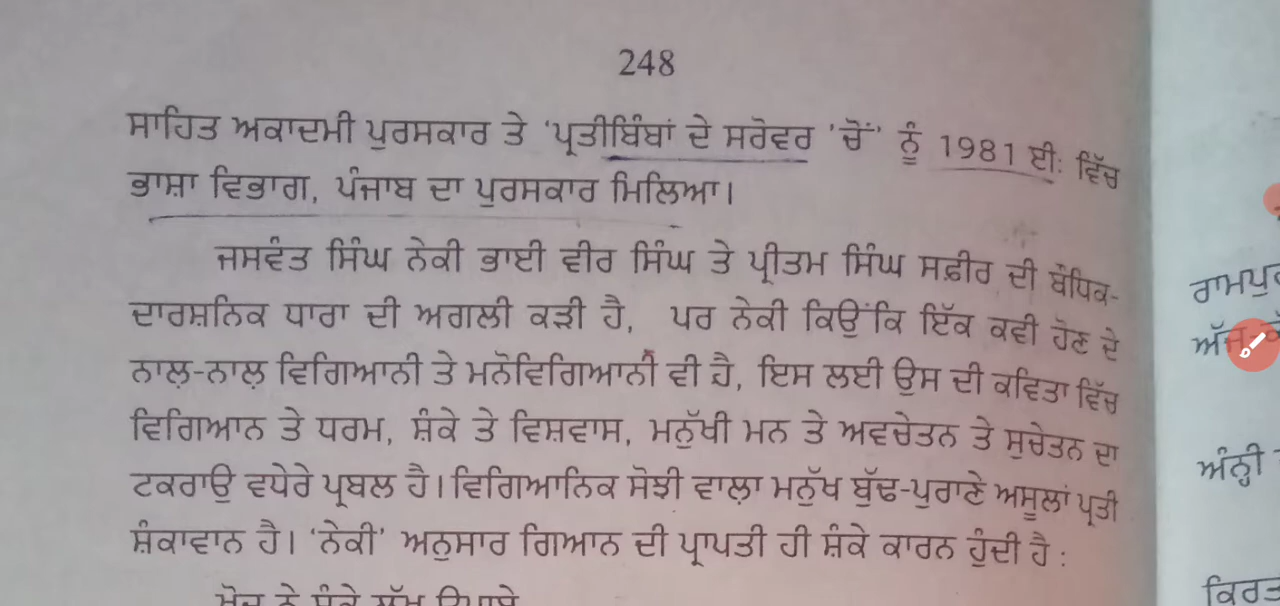 248
ਸਾਹਿਤ ਅਕਾਦਮੀ ਪੁਰਸਕਾਰ ਤੇ 'ਪ੍ਰਤੀਬਿੰਬਾਂ ਦੇ ਸਰੋਵਰ 'ਚੋਂ' ਨੂੰ 1981 ਈ: ਵਿੱਚ
ਭਾਸ਼ਾ ਵਿਭਾਗ, ਪੰਜਾਬ ਦਾ ਪੁਰਸਕਾਰ ਮਿਲਿਆ।
ਜਸਵੰਤ ਸਿੰਘ ਨੇਕੀ ਭਾਈ ਵੀਰ ਸਿੰਘ ਤੇ ਪ੍ਰੀਤਮ ਸਿੰਘ ਸਫ਼ੀਰ ਦੀ ਬੌਧਿਕ-
ਦਾਰਸ਼ਨਿਕ ਧਾਰਾ ਦੀ ਅਗਲੀ ਕੜੀ ਹੈ, ਪਰ ਨੇਕੀ ਕਿਉਂਕਿ ਇੱਕ ਕਵੀ ਹੋਣ ਦੇ
ਨਾਲ਼-ਨਾਲ਼ ਵਿਗਿਆਨੀ ਤੇ ਮਨੋਵਿਗਿਆਨੀ ਵੀ ਹੈ, ਇਸ ਲਈ ਉਸ ਦੀ ਕਵਿਤਾ ਵਿੱਚ
ਵਿਗਿਆਨ ਤੇ ਧਰਮ, ਸ਼ੰਕੇ ਤੇ ਵਿਸ਼ਵਾਸ, ਮਨੁੱਖੀ ਮਨ ਤੇ ਅਵਚੇਤਨ ਤੇ ਸੁਚੇਤਨ ਦਾ
ਟਕਰਾਉ ਵਧੇਰੇ ਪ੍ਰਬਲ ਹੈ। ਵਿਗਿਆਨਿਕ ਸੋਝੀ ਵਾਲ਼ਾ ਮਨੁੱਖ ਬੁੱਢ-ਪੁਰਾਣੇ ਅਸੂਲਾਂ ਪ੍ਰਤੀ
ਸ਼ੰਕਾਵਾਨ ਹੈ। 'ਨੇਕੀ' ਅਨੁਸਾਰ ਗਿਆਨ ਦੀ ਪ੍ਰਾਪਤੀ ਹੀ ਸ਼ੰਕੇ ਕਾਰਨ ਹੁੰਦੀ ਹੈ :
ਅੰਨ੍ਹੀ